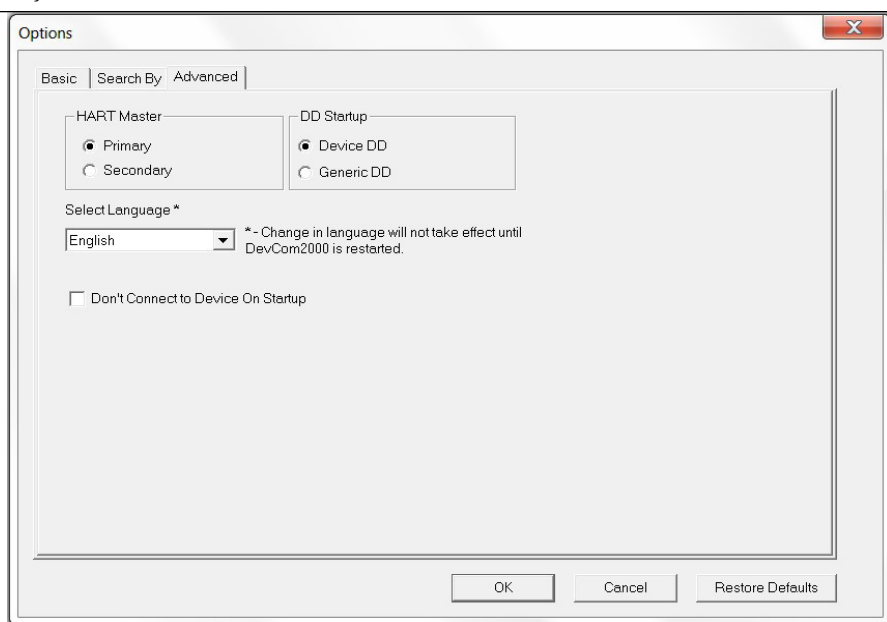 Options
Basic Search By Advanced
HART Master DD Startup
Primary Device DD
Secondary Generic DD
Select Language *
English *- Change in language will not take effect until
DevCom2000 is restarted.
Don't Connect to Device On Startup
OK Cancel Restore Defaults